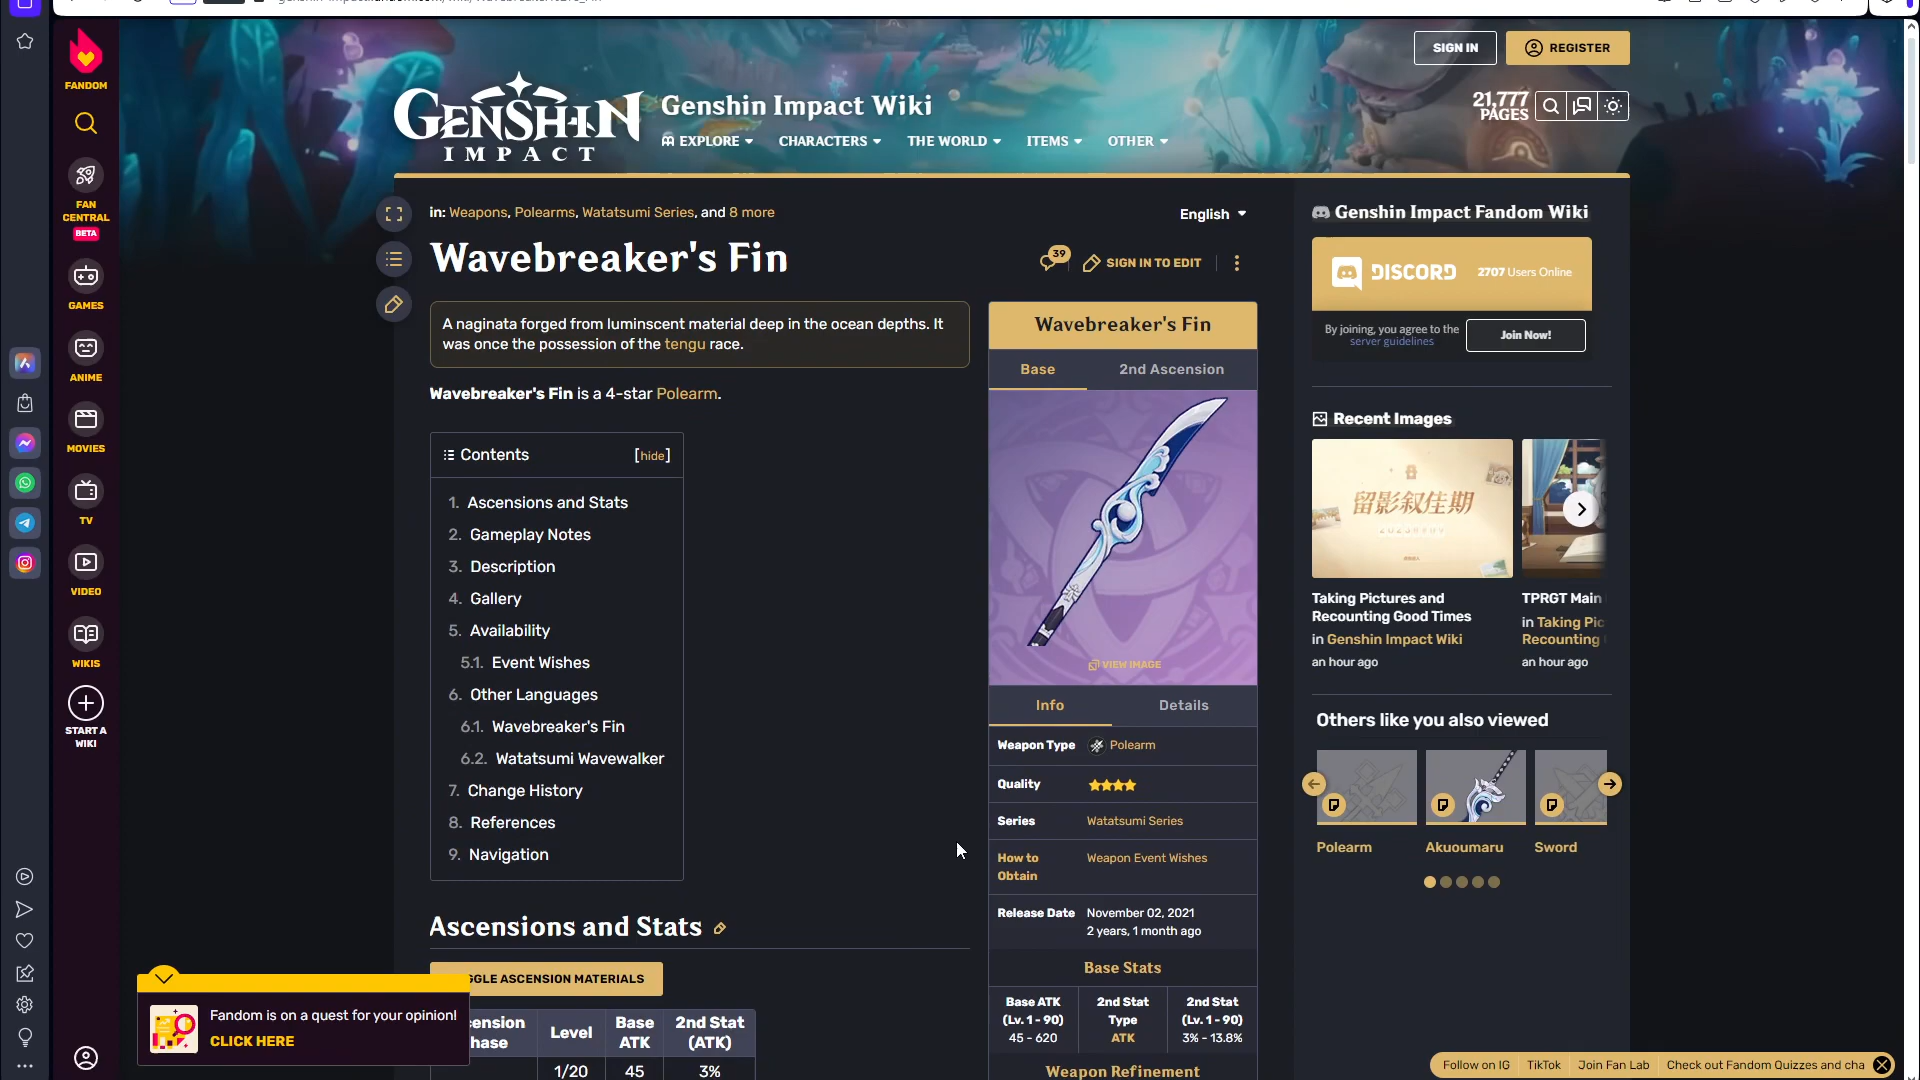 FANDOM
FAN
CENTRAL
BETA
GAMES
ANIME
MOVIES
TV
VIDEO
WIKIS
START A
WIKI
SIGN IN
REGISTER
GENSHIN
IMPACT
Genshin Impact Wiki
21,777
PAGES
EXPLORE
CHARACTERS
THE WORLD
ITEMS
OTHER
in: Weapons, Polearms, Watatsumi Series, and 8 more
English
Wavebreaker's Fin
39
SIGN IN TO EDIT
A naginata forged from luminscent material deep in the ocean depths. It
was once the possession of the tengu race.
Wavebreaker's Fin is a 4-star Polearm.
Contents
[hide]
1. Ascensions and Stats
2. Gameplay Notes
3. Description
4. Gallery
5. Availability
5.1. Event Wishes
6. Other Languages
6.1. Wavebreaker's Fin
6.2. Watatsumi Wavewalker
7. Change History
8. References
9. Navigation
Ascensions and Stats
GGLE ASCENSION MATERIALS
cension
hase
Level
Base
ATK
2nd Stat
(ATK)
1/20
45
3%
Wavebreaker's Fin
Base
2nd Ascension
VIEW IMAGE
Info
Details
Weapon Type
Polearm
Quality
Series
Watatsumi Series
How to
Obtain
Weapon Event Wishes
Release Date
November 02, 2021
2 years, 1 month ago
Base Stats
Base ATK
(Lv. 1 - 90)
45 - 620
2nd Stat
Type
ATK
2nd Stat
(Lv. 1 - 90)
3% - 13.8%
Weapon Refinement
Genshin Impact Fandom Wiki
DISCORD
2707 Users Online
By joining, you agree to the
server guidelines
Join Now!
Recent Images
留影叙佳期
Taking Pictures and
Recounting Good Times
in Genshin Impact Wiki
an hour ago
TPRGT Main
in Taking Pic
Recounting
an hour ago
Others like you also viewed
Polearm
Akuoumaru
Sword
Fandom is on a quest for your opinion!
CLICK HERE
Follow on IG
TikTok
Join Fan Lab
Check out Fandom Quizzes and cha